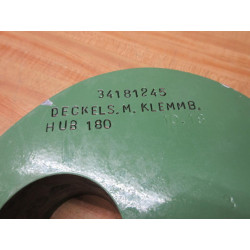 34181245
DECKELS. M. KLEMMB.
HUB 180